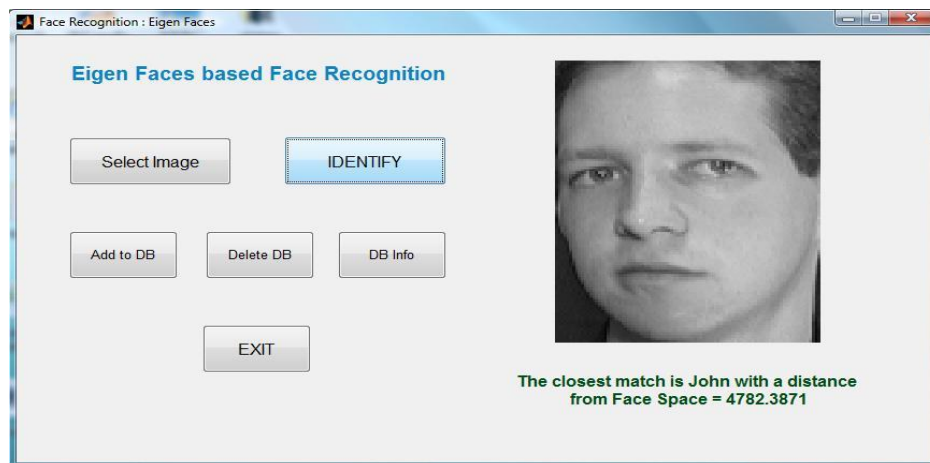 Face Recognition : Eigen Faces
Eigen Faces based Face Recognition
Select Image
IDENTIFY
Add to DB
Delete DB
DB Info
EXIT
The closest match is John with a distance
from Face Space = 4782.3871